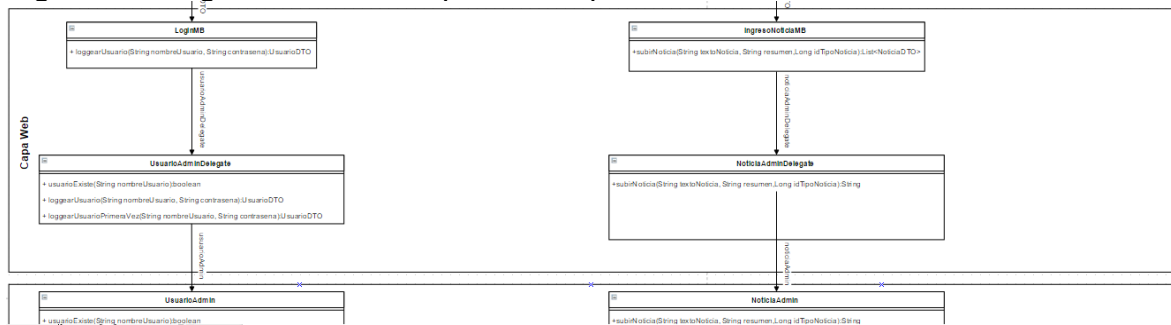 LoginMB
+ loggearUsuario(String nombreUsuario, String contrasena):UsuarioDTO
IngresoNoticiaMB
+subirNoticia(String textoNoticia, String resumen,Long idTipoNoticia):List<NoticiaDTO>
usuarioAdminDelegate
noticiaAdminDelegate
Capa Web
UsuarioAdminDelegate
+ usuarioExiste(String nombreUsuario):boolean
+ loggearUsuario(String nombreUsuario, String contrasena):UsuarioDTO
+ loggearUsuarioPrimeraVez(String nombreUsuario, String contrasena):UsuarioDTO
NoticiaAdminDelegate
+subirNoticia(String textoNoticia, String resumen,Long idTipoNoticia):String
usuarioAdmin
noticiaAdmin
UsuarioAdmin
+ usuarioExiste(String nombreUsuario):boolean
NoticiaAdmin
+subirNoticia(String textoNoticia, String resumen,Long idTipoNoticia):String